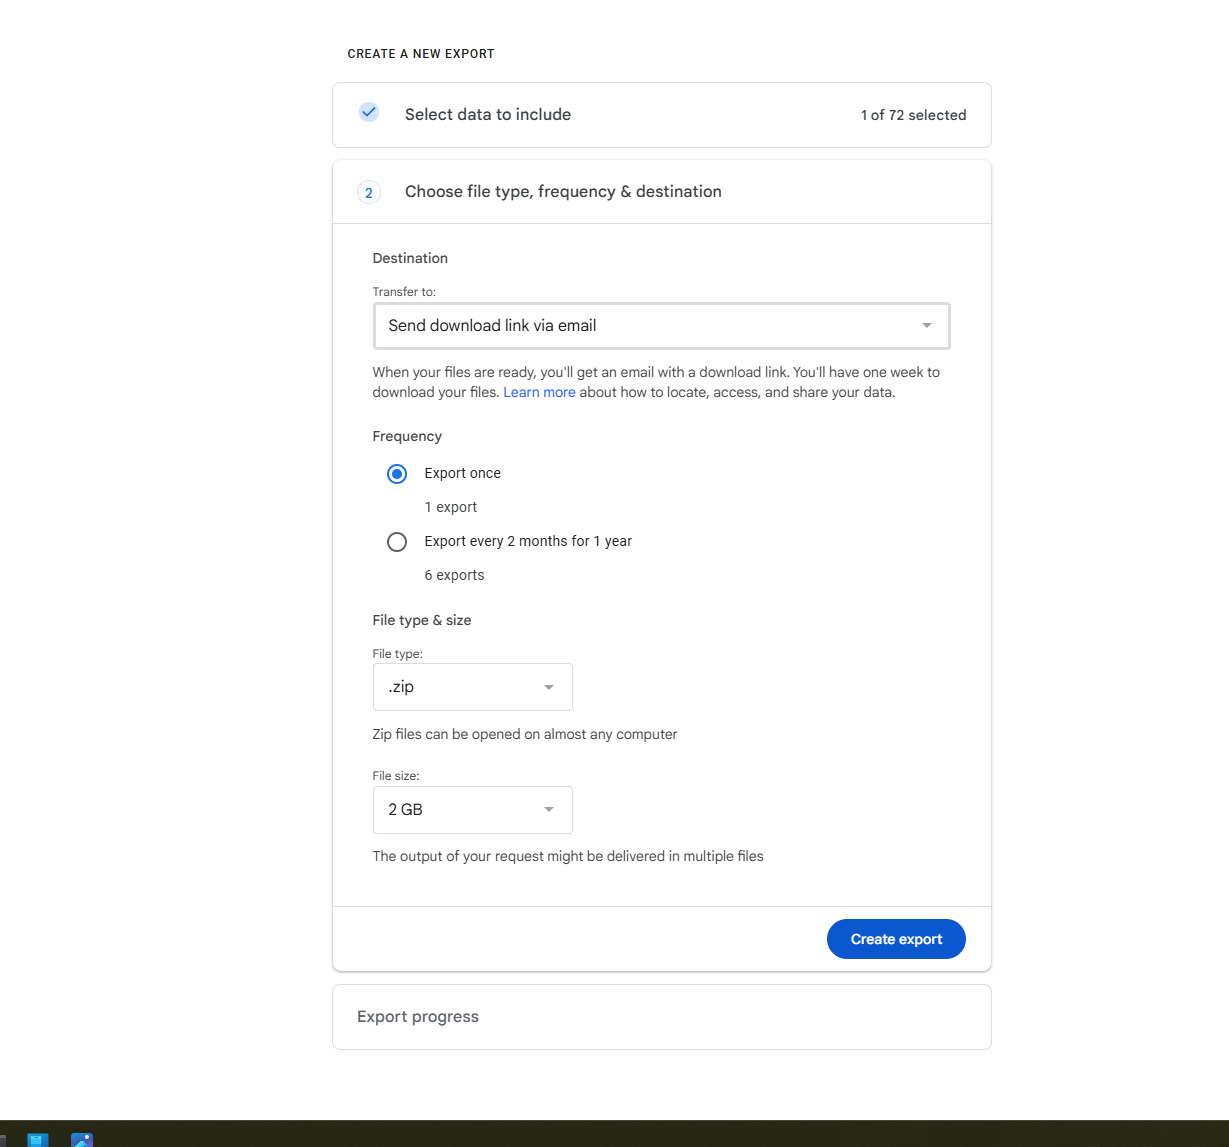 CREATE A NEW EXPORT
Select data to include
1 of 72 selected
2
Choose file type, frequency & destination
Destination
Transfer to:
Send download link via email
When your files are ready, you'll get an email with a download link. You'll have one week to
download your files. Learn more about how to locate, access, and share your data.
Frequency
Export once
1 export
Export every 2 months for 1 year
6 exports
File type & size
File type:
.zip
Zip files can be opened on almost any computer
File size:
2 GB
The output of your request might be delivered in multiple files
Create export
Export progress